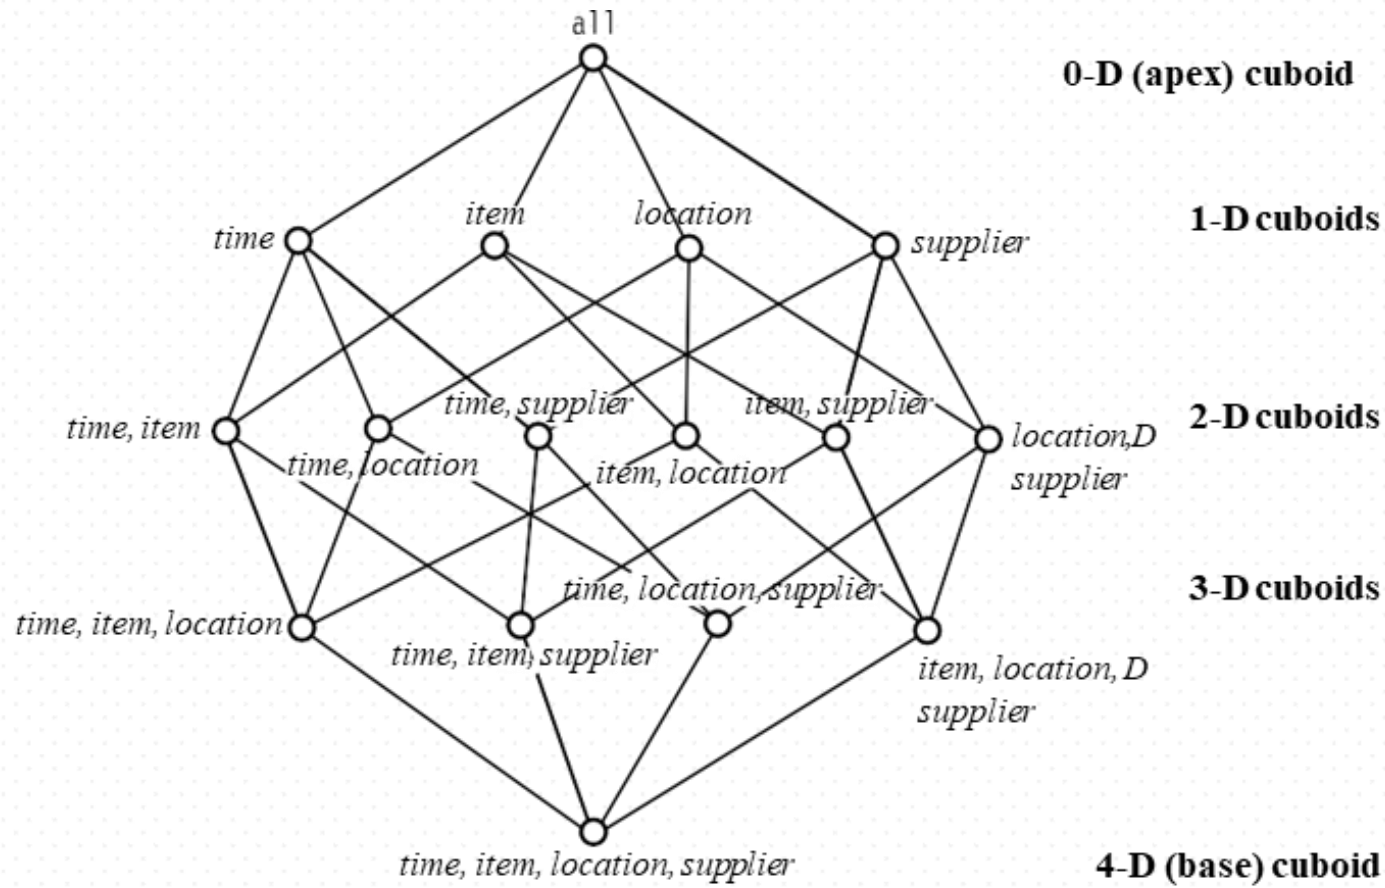 all
0-D (apex) cuboid
time
item
location
supplier
1-D cuboids
time, item
time, location
time, supplier
item, location
item, supplier
location,D
supplier
2-D cuboids
time, item, location
time, item, supplier
time, location, supplier
item, location, D
supplier
3-D cuboids
time, item, location, supplier
4-D (base) cuboid